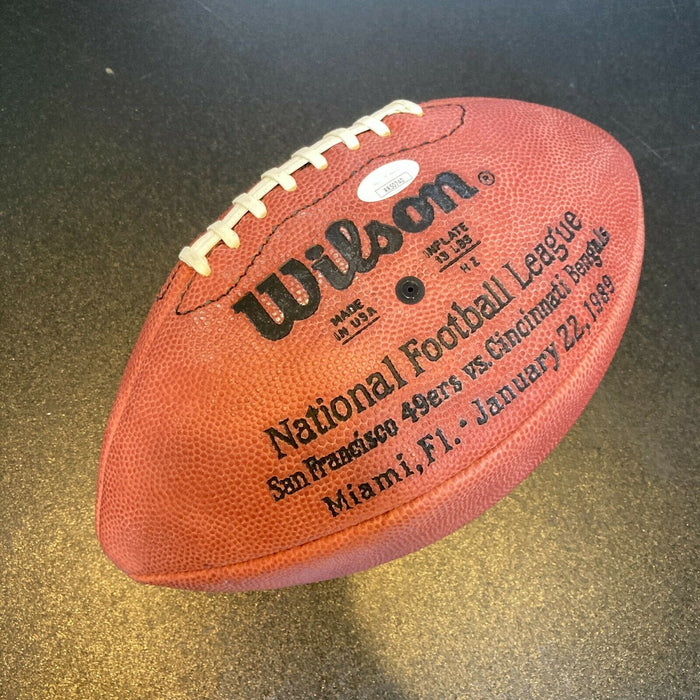 Wilson ®
MADE
IN USA
INFLATE
13 LBS
National Football League
San Francisco 49ers vs. Cincinnati Bengals
Miami, Fl. · January 22, 1989